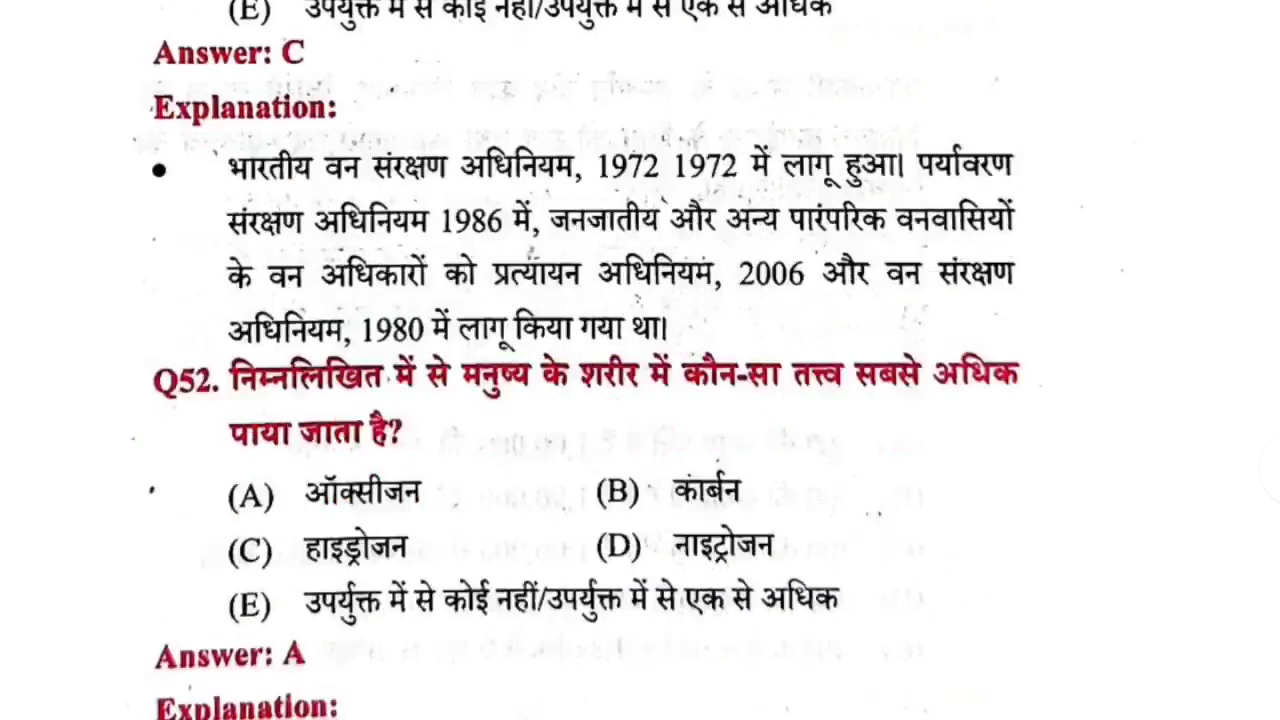 (E) उपर्युक्त में से कोई नहीं/उपर्युक्त में से एक से अधिक
Answer: C
Explanation:
• भारतीय वन संरक्षण अधिनियम, 1972 1972 में लागू हुआ। पर्यावरण
संरक्षण अधिनियम 1986 में, जनजातीय और अन्य पारंपरिक वनवासियों
के वन अधिकारों को प्रत्यायन अधिनियम, 2006 और वन संरक्षण
अधिनियम, 1980 में लागू किया गया था।
Q52. निम्नलिखित में से मनुष्य के शरीर में कौन-सा तत्त्व सबसे अधिक
पाया जाता है?
(A) ऑक्सीजन (B) कार्बन
(C) हाइड्रोजन (D) नाइट्रोजन
(E) उपर्युक्त में से कोई नहीं/उपर्युक्त में से एक से अधिक
Answer: A
Explanation: